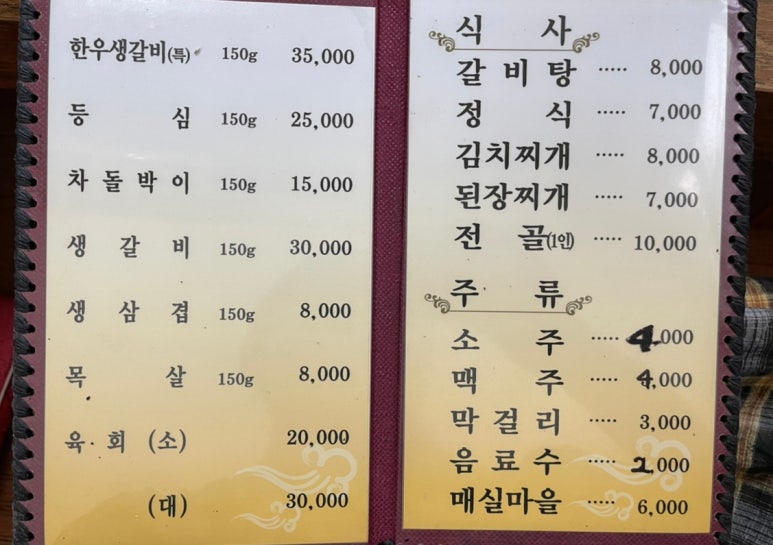 한우생갈비(특) 150g 35,000
등 심 150g 25,000
차돌박이 150g 15,000
생 갈 비 150g 30,000
생 삼 겹 150g 8,000
목 살 150g 8,000
육·회 (소) 20,000
(대) 30,000
식 사
갈 비 탕 ····· 8,000
정 식 ····· 7,000
김치찌개 ····· 8,000
된장찌개 ····· 7,000
전 골(1인) ····· 10,000
주 류
소 주 ····· 4,000
맥 주 ····· 4,000
막 걸 리 ····· 3,000
음 료 수 ····· 2,000
매실마을 ····· 6,000